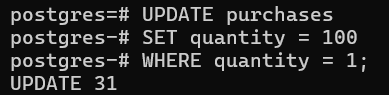 postgres=# UPDATE purchases
postgres-# SET quantity = 100
postgres-# WHERE quantity = 1;
UPDATE 31